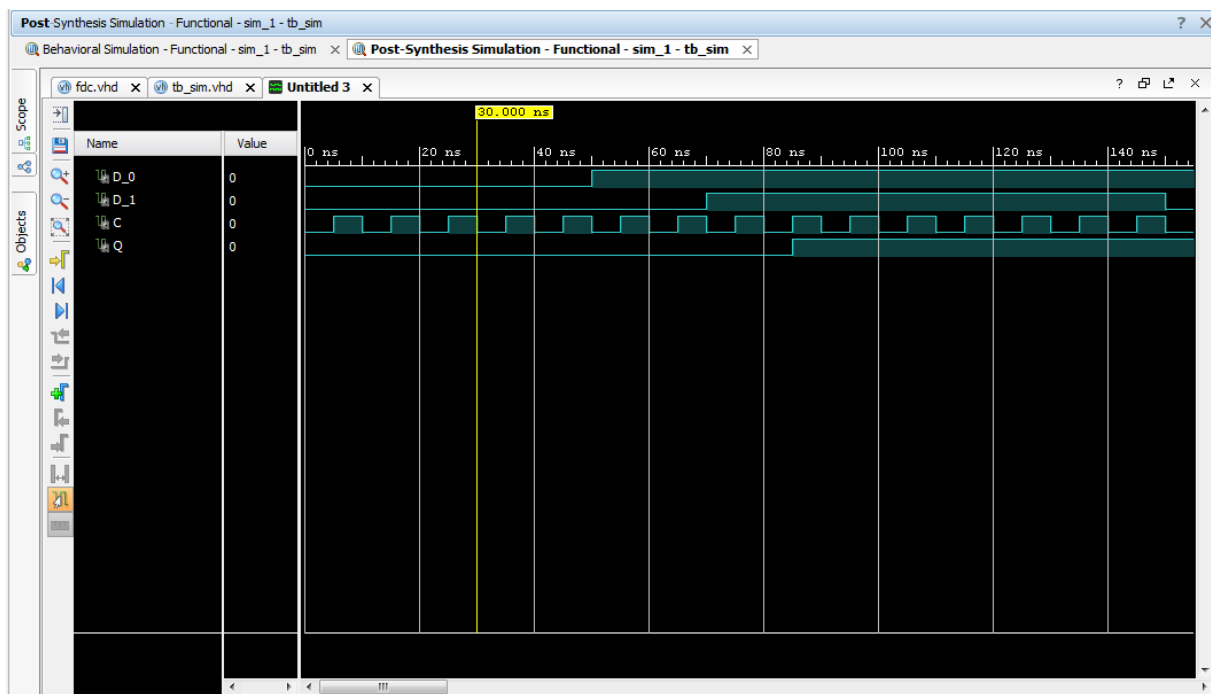 Post-Synthesis Simulation - Functional - sim_1 - tb_sim
? ×
Behavioral Simulation - Functional - sim_1 - tb_sim × Post-Synthesis Simulation - Functional - sim_1 - tb_sim ×
Scope
Objects
fdc.vhd × tb_sim.vhd × Untitled 3 ×
?
30.000 ns
Name Value
0 ns 20 ns 40 ns 60 ns 80 ns 100 ns 120 ns 140 ns
D_0 0
D_1 0
C 0
Q 0